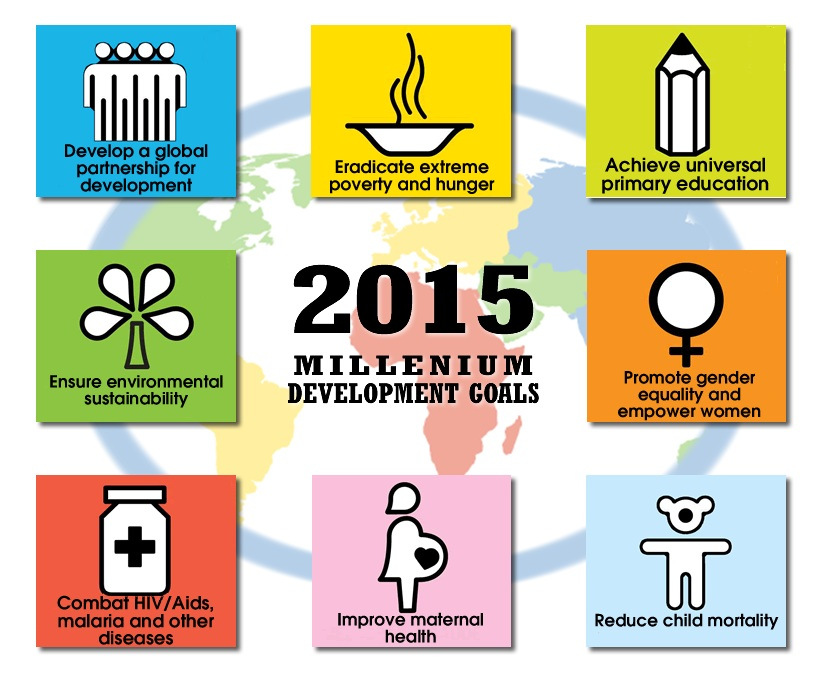 Develop a global
partnership for
development
Eradicate extreme
poverty and hunger
Achieve universal
primary education
Ensure environmental
sustainability
2015
MILLENIUM
DEVELOPMENT GOALS
Promote gender
equality and
empower women
Combat HIV/Aids,
malaria and other
diseases
Improve maternal
health
Reduce child mortality